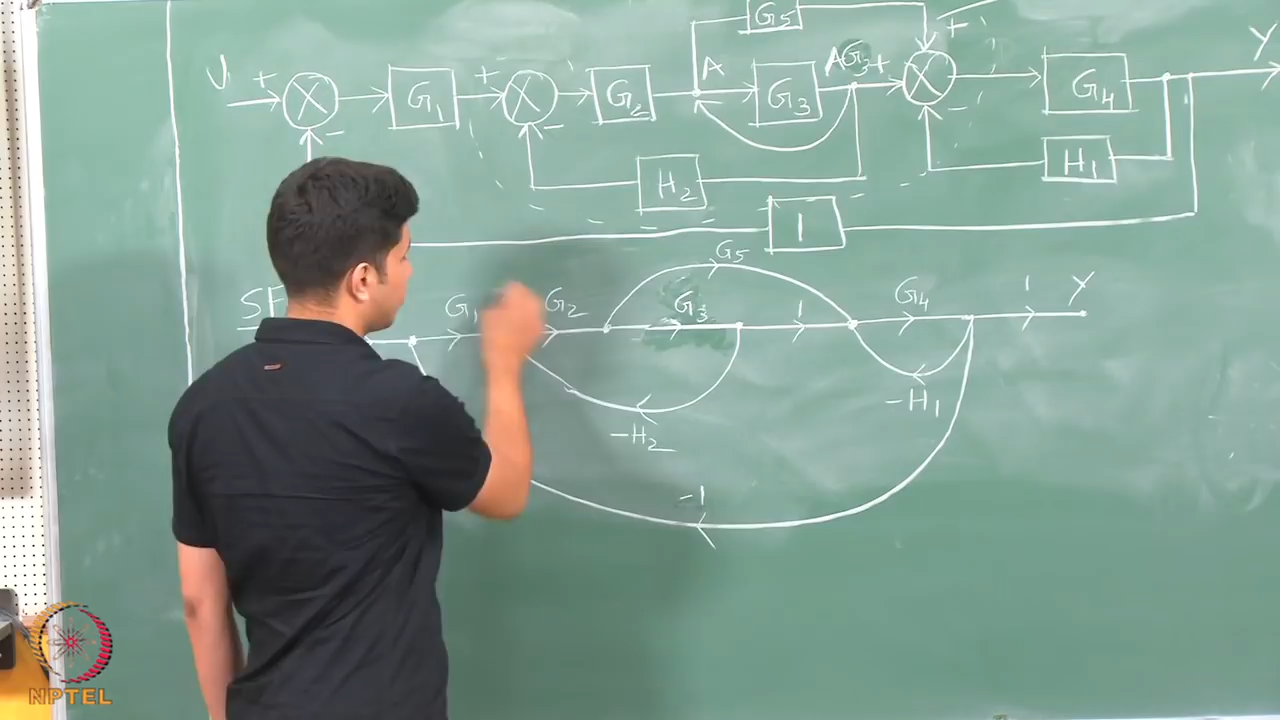 G5 +
U + G1 + G2 A G3 AG3 + G4 Y
- - -
H2 H1
1
G5
SF G1 G2 G3 1 G4 1 Y
-H2 -H1
-1
NPTEL